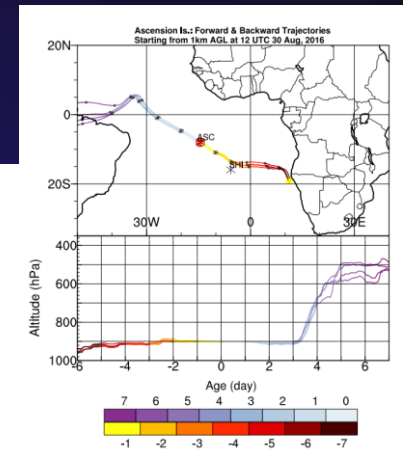 Ascension Is.: Forward & Backward Trajectories
Starting from 1km AGL at 12 UTC 30 Aug, 2016
20N
0
20S
ASC
SHL
30W
0
30E
Altitude (hPa)
400
600
800
1000
-6
-4
-2
0
2
4
6
Age (day)
7 6 5 4 3 2 1 0
-1 -2 -3 -4 -5 -6 -7